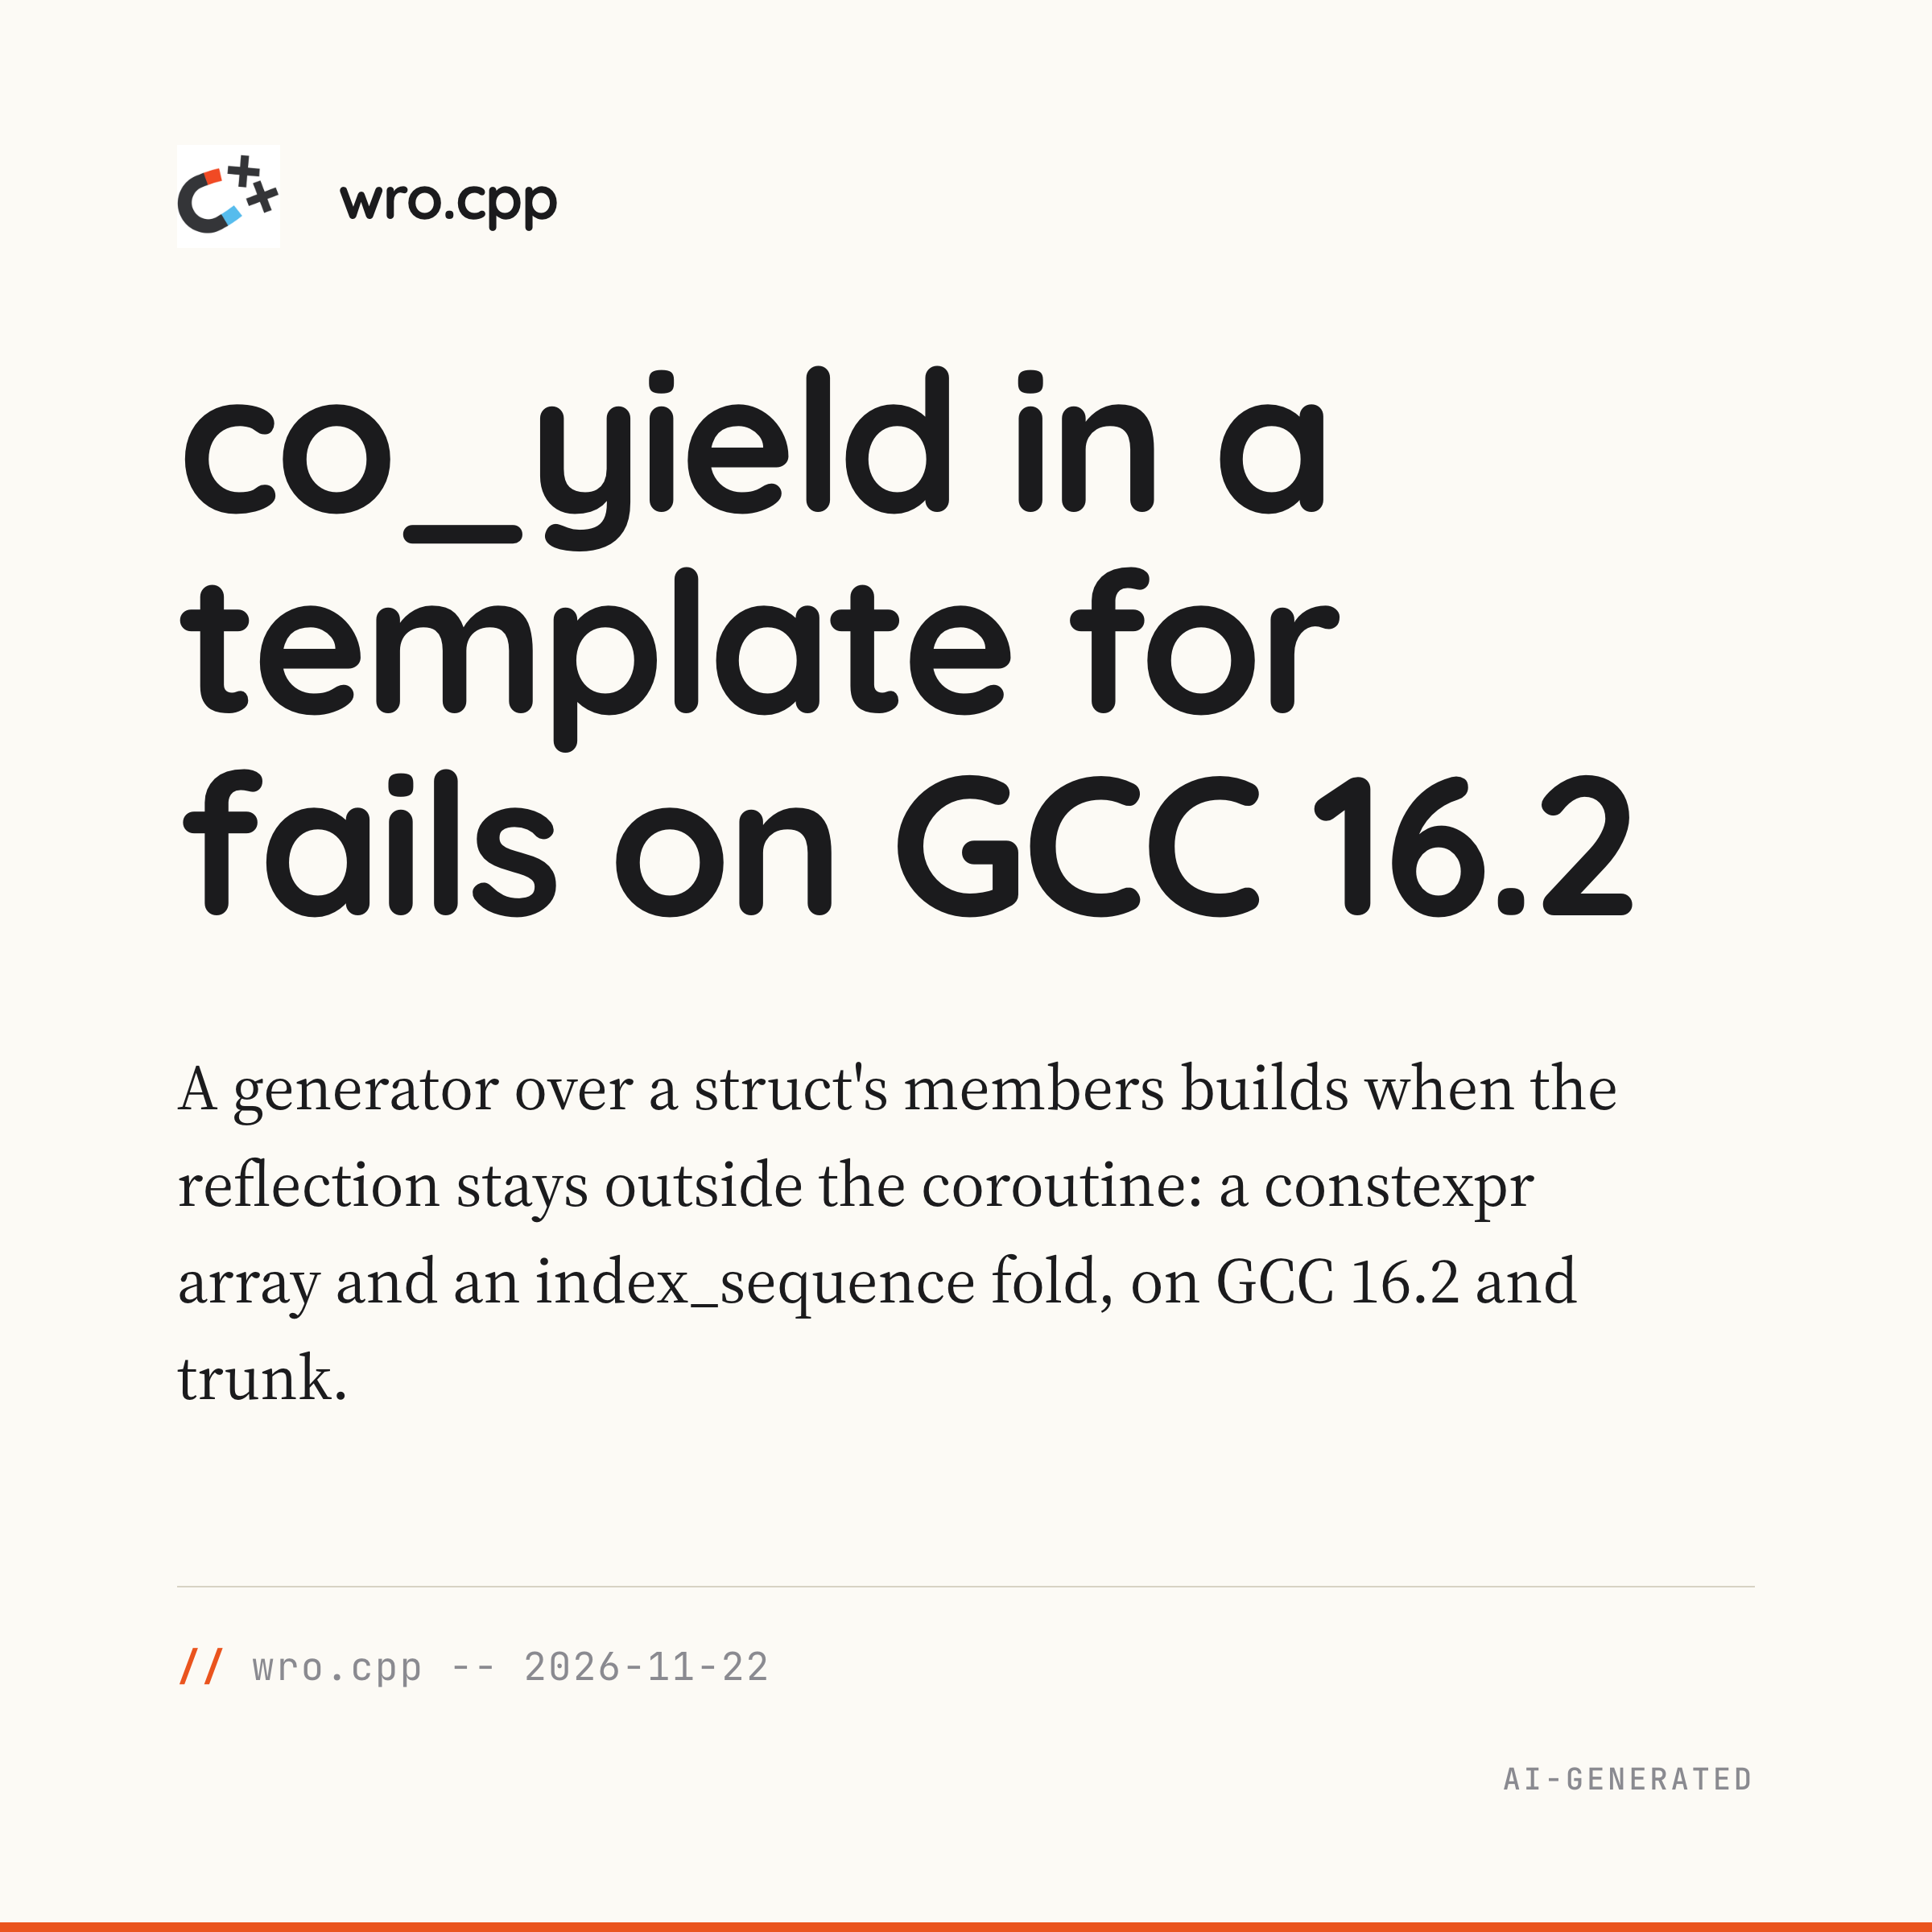 wro.cpp
co_yield in a
template for
fails on GCC 16.2
A generator over a struct's members builds when the
reflection stays outside the coroutine: a constexpr
array and an index_sequence fold, on GCC 16.2 and
trunk.
// wro.cpp -- 2026-11-22
AI-GENERATED